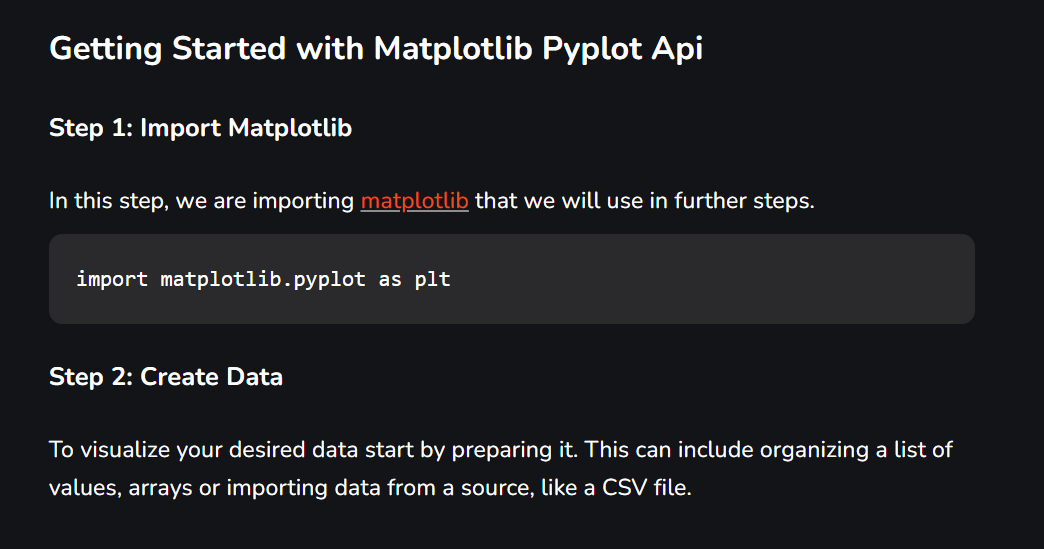 Getting Started with Matplotlib Pyplot Api
Step 1: Import Matplotlib
In this step, we are importing matplotlib that we will use in further steps.
import matplotlib.pyplot as plt
Step 2: Create Data
To visualize your desired data start by preparing it. This can include organizing a list of
values, arrays or importing data from a source, like a CSV file.